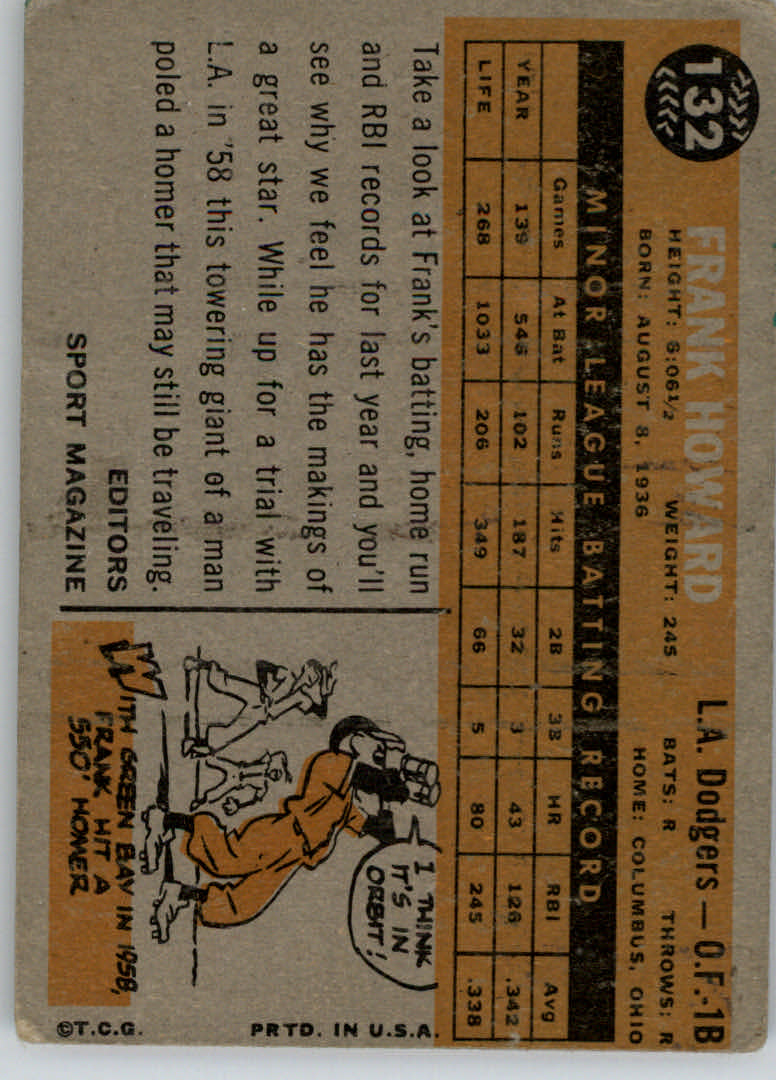 132
FRANK HOWARD
L.A. Dodgers — O.F.-1B
HEIGHT: 6:06½ WEIGHT: 245 BATS: R THROWS: R
BORN: AUGUST 8, 1936 HOME: COLUMBUS, OHIO
MINOR LEAGUE BATTING RECORD
Games At Bat Runs Hits 2B 3B HR RBI Avg
YEAR 139 546 102 187 32 3 43 126 .342
LIFE 268 1033 206 349 66 5 80 245 .338
Take a look at Frank's batting, home run
and RBI records for last year and you'll
see why we feel he has the makings of
a great star. While up for a trial with
L.A. in '58 this towering giant of a man
poled a homer that may still be traveling.
EDITORS
SPORT MAGAZINE
I THINK
IT'S IN
ORBIT!
WITH GREEN BAY IN 1958,
FRANK HIT A
550' HOMER
©T.C.G. PRTD. IN U.S.A.